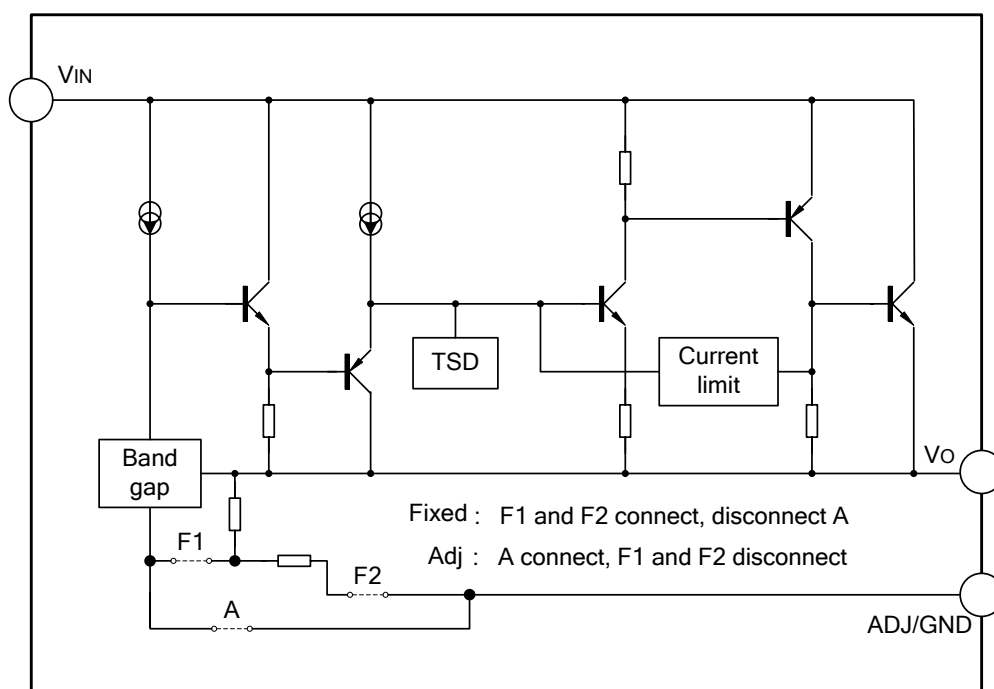 VIN
TSD
Current
limit
Band
gap
VO
Fixed : F1 and F2 connect, disconnect A
Adj : A connect, F1 and F2 disconnect
F1
F2
A
ADJ/GND